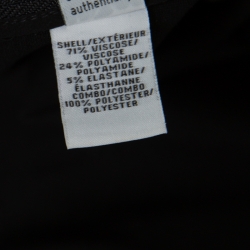 authentic
SHELL/EXTÉRIEUR
71% VISCOSE/
VISCOSE
24% POLYAMIDE/
POLYAMIDE
5% ELASTANE/
ÉLASTHANNE
COMBO/COMBO
100% POLYESTER/
POLYESTER